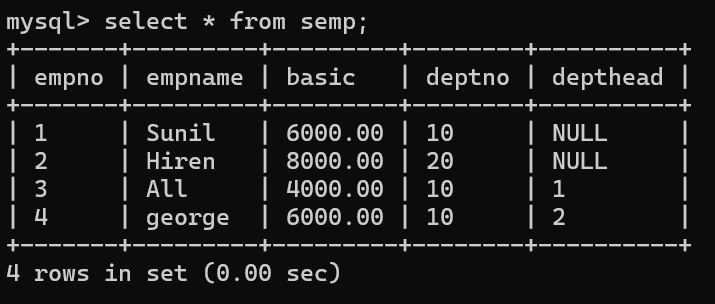 mysql> select * from semp;
+-------+---------+---------+--------+----------+
| empno | empname | basic   | deptno | depthead |
+-------+---------+---------+--------+----------+
| 1     | Sunil   | 6000.00 | 10     | NULL     |
| 2     | Hiren   | 8000.00 | 20     | NULL     |
| 3     | All     | 4000.00 | 10     | 1        |
| 4     | george  | 6000.00 | 10     | 2        |
+-------+---------+---------+--------+----------+
4 rows in set (0.00 sec)